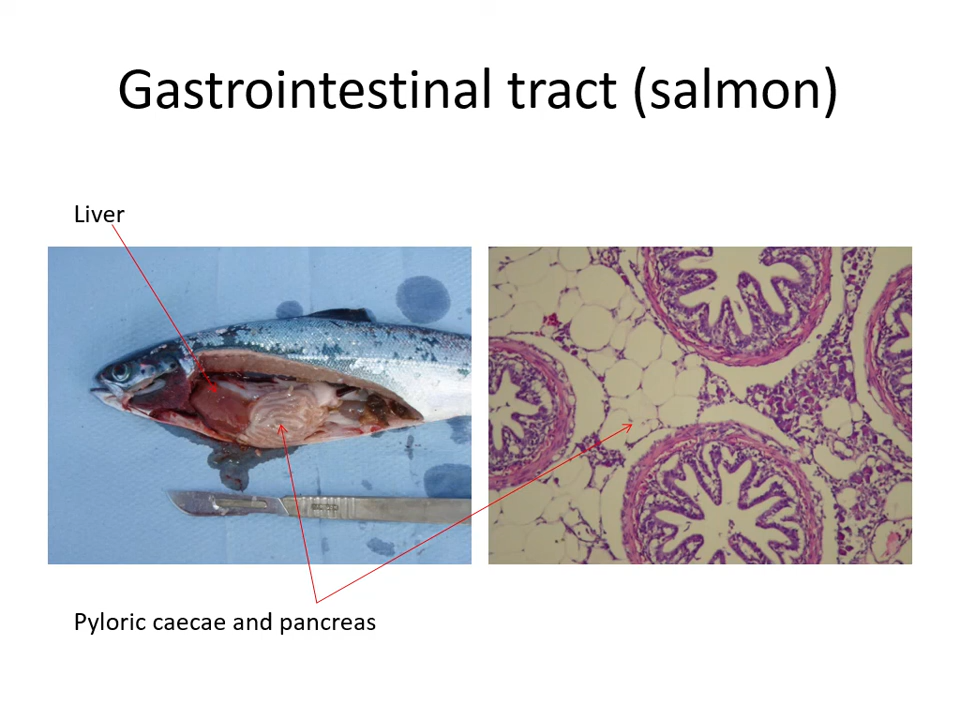 Gastrointestinal tract (salmon)
Liver
Pyloric caecae and pancreas